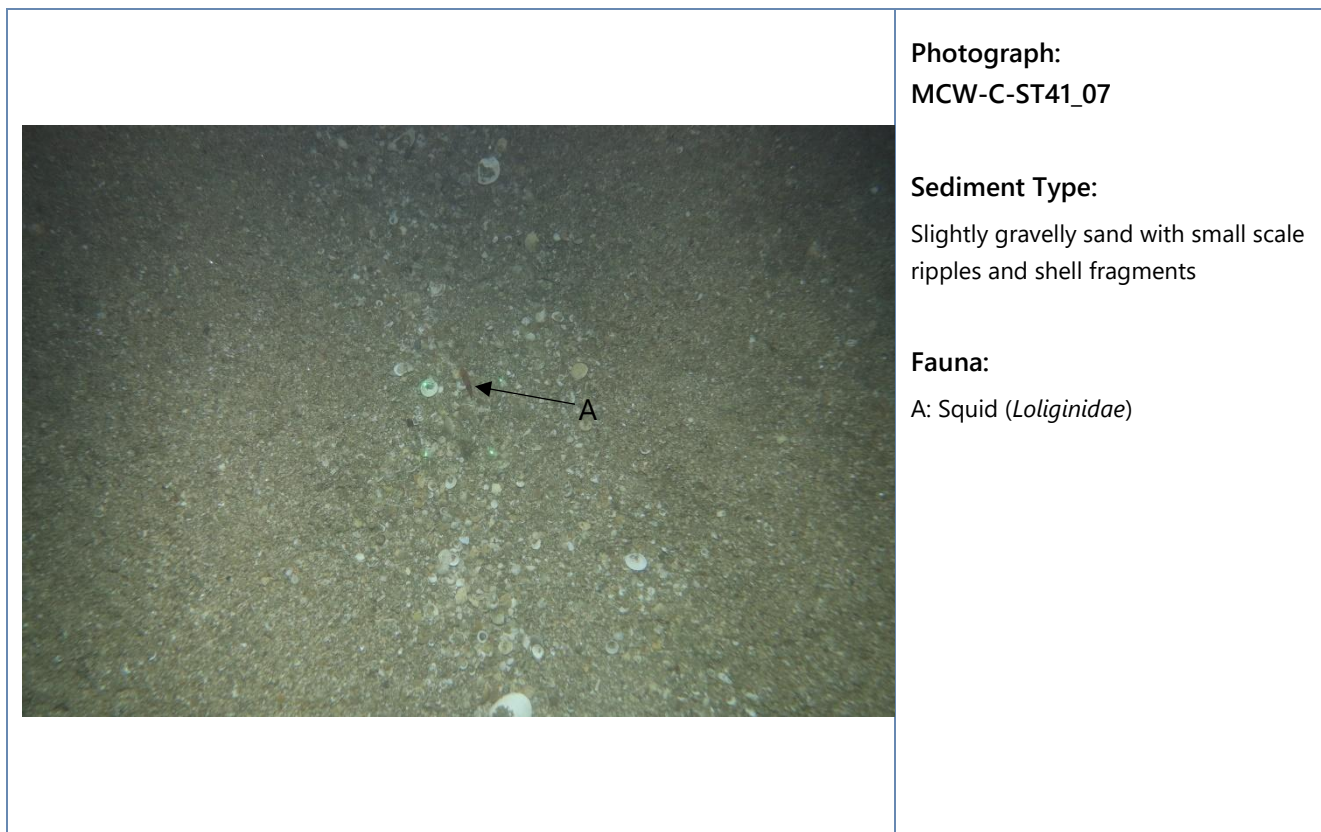 Photograph:
MCW-C-ST41_07
Sediment Type:
Slightly gravelly sand with small scale
ripples and shell fragments
Fauna:
A: Squid (Loliginidae)
A